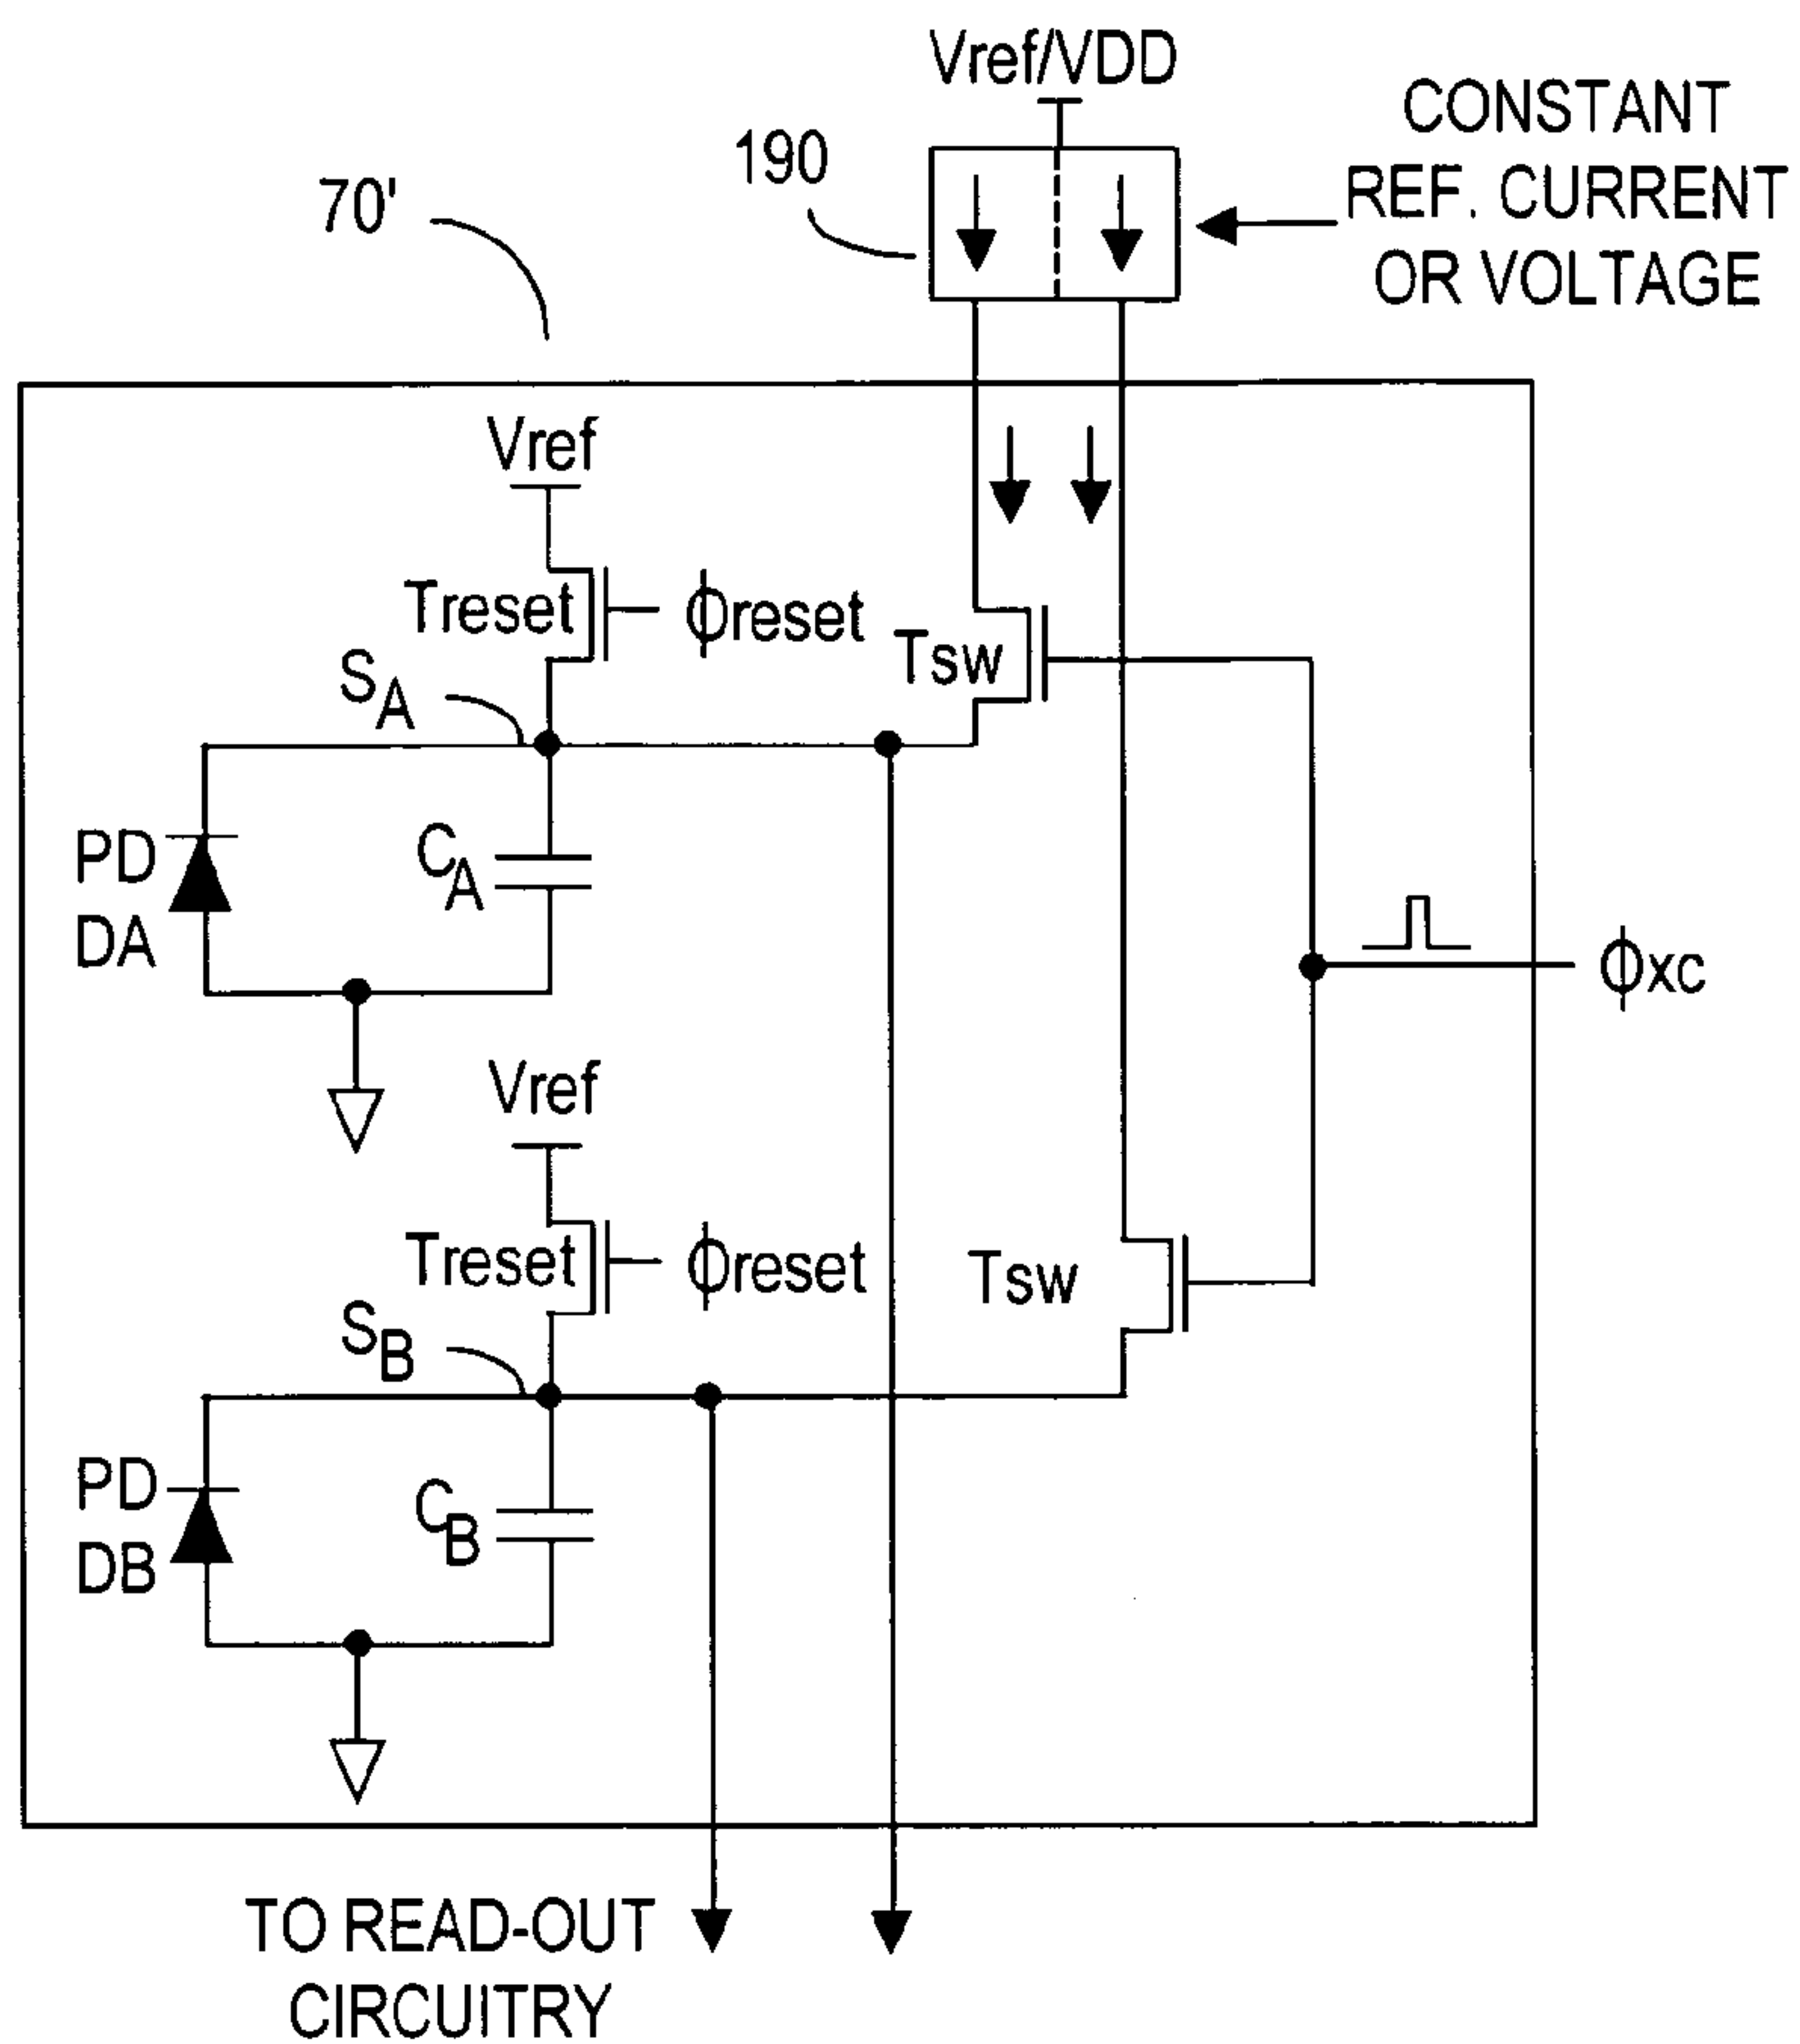 Vref/VDD
CONSTANT
REF. CURRENT
OR VOLTAGE
190
70'
Vref
Treset
ϕreset
Tsw
SA
PD
DA
CA
ϕxc
Vref
Treset
ϕreset
Tsw
SB
PD
DB
CB
TO READ-OUT
CIRCUITRY